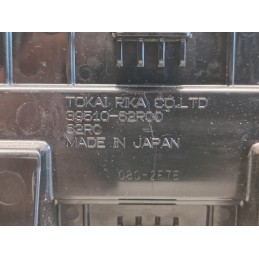 TOKAI RIKA CO.,LTD
39510-62R00
62RC
MADE IN JAPAN